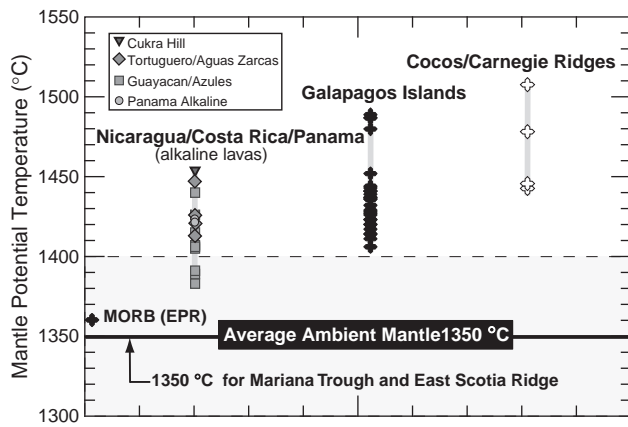 1550
1500
1450
1400
1350
1300
Mantle Potential Temperature (°C)
Cukra Hill
Tortuguero/Aguas Zarcas
Guayacan/Azules
Panama Alkaline
Cocos/Carnegie Ridges
Galapagos Islands
Nicaragua/Costa Rica/Panama
(alkaline lavas)
MORB (EPR)
Average Ambient Mantle1350 °C
1350 °C for Mariana Trough and East Scotia Ridge